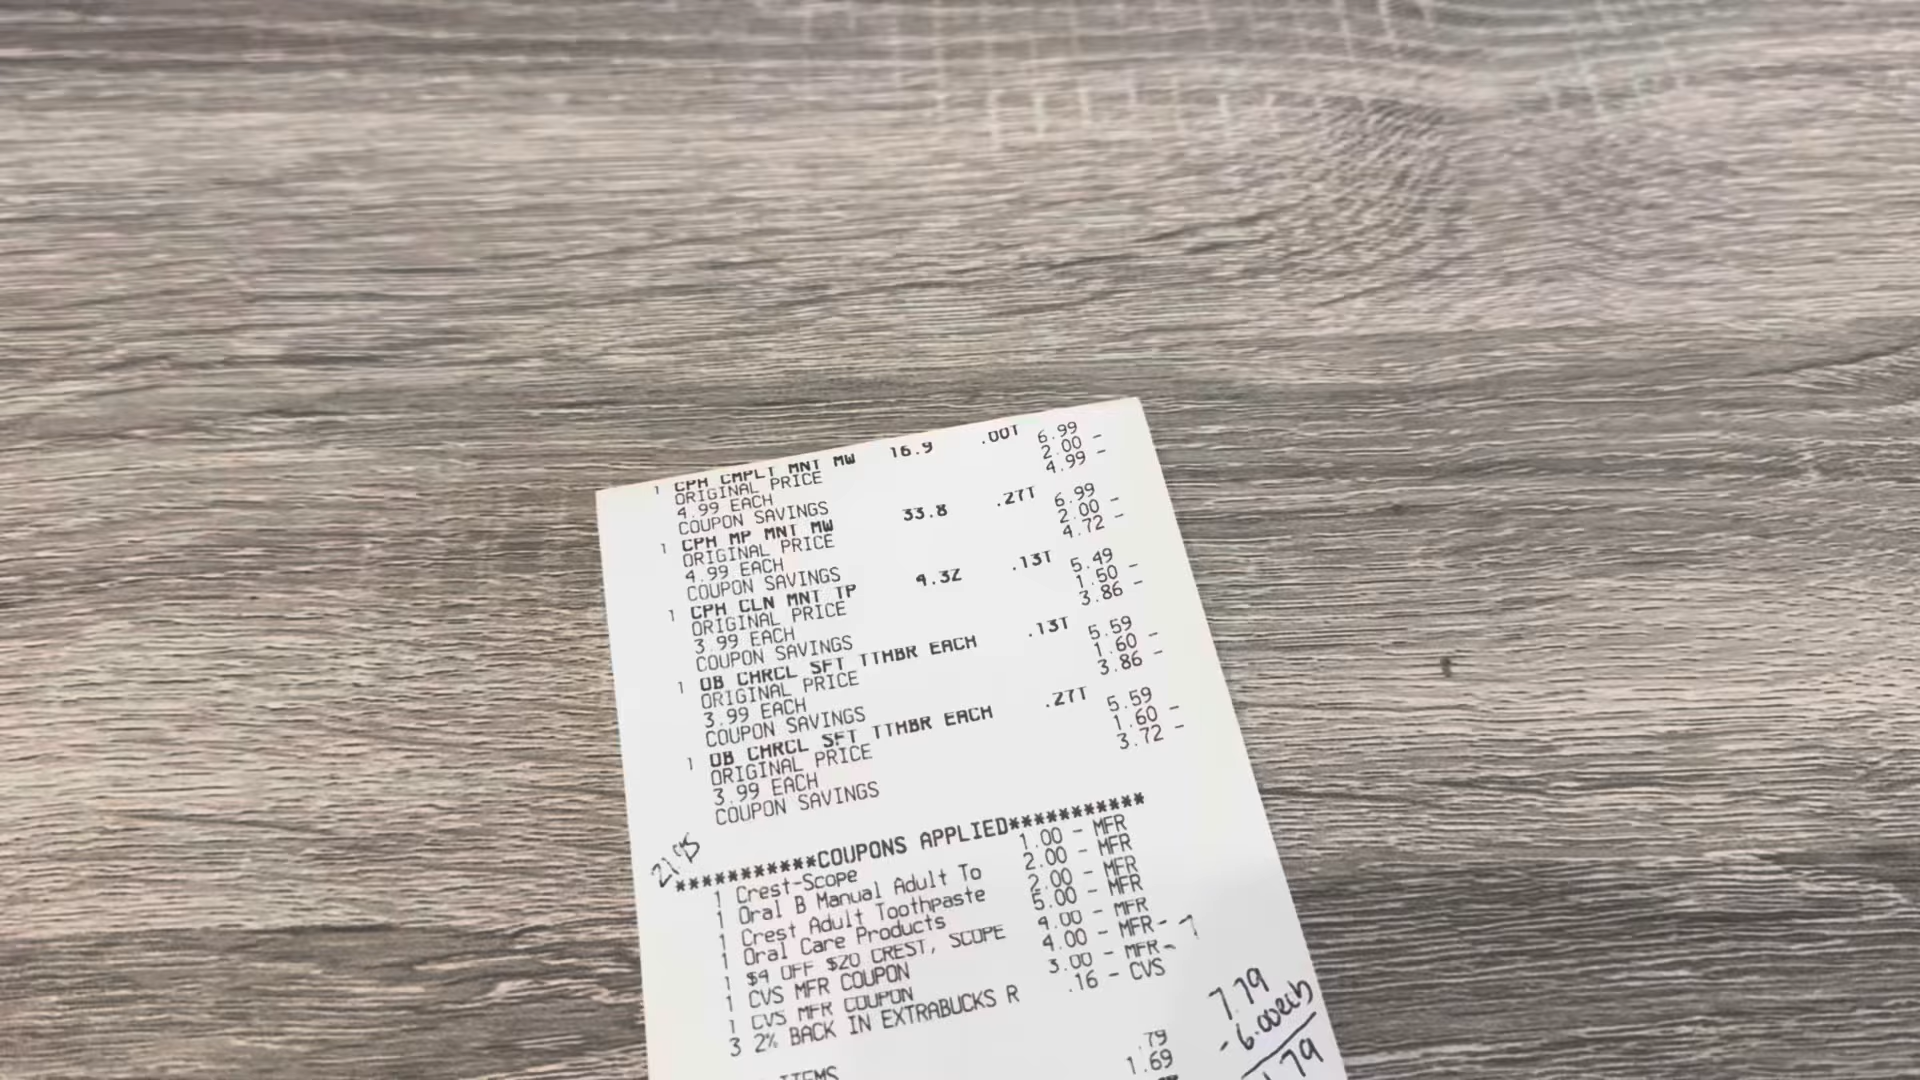 1 CPH CMPLT MNT MW 16.9 .00T 6.99
ORIGINAL PRICE 2.00 -
4.99 EACH 4.99 -
COUPON SAVINGS
1 CPH MP MNT MW 33.8 .27T 6.99
ORIGINAL PRICE 2.00 -
4.99 EACH 4.72 -
COUPON SAVINGS
1 CPH CLN MNT TP 4.3Z .13T 5.49
ORIGINAL PRICE 1.50 -
3.99 EACH 3.86 -
COUPON SAVINGS
1 OB CHRCL SFT TTHBR EACH .13T 5.59
ORIGINAL PRICE 1.60 -
3.99 EACH 3.86 -
COUPON SAVINGS
1 OB CHRCL SFT TTHBR EACH .27T 5.59
ORIGINAL PRICE 1.60 -
3.99 EACH 3.72 -
COUPON SAVINGS
21.95
***********COUPONS APPLIED***********
1 Crest-Scope 1.00 - MFR
1 Oral B Manual Adult To 2.00 - MFR
1 Crest Adult Toothpaste 2.00 - MFR
1 Oral Care Products 5.00 - MFR
1 $4 OFF $20 CREST, SCOPE 4.00 - MFR
1 CVS MFR COUPON 4.00 - MFR - 7
1 CVS MFR COUPON 3.00 - MFR -
3 2% BACK IN EXTRABUCKS R .16 - CVS
7.79
- 6.00 ecb
1.79
ITEMS .79
1.69